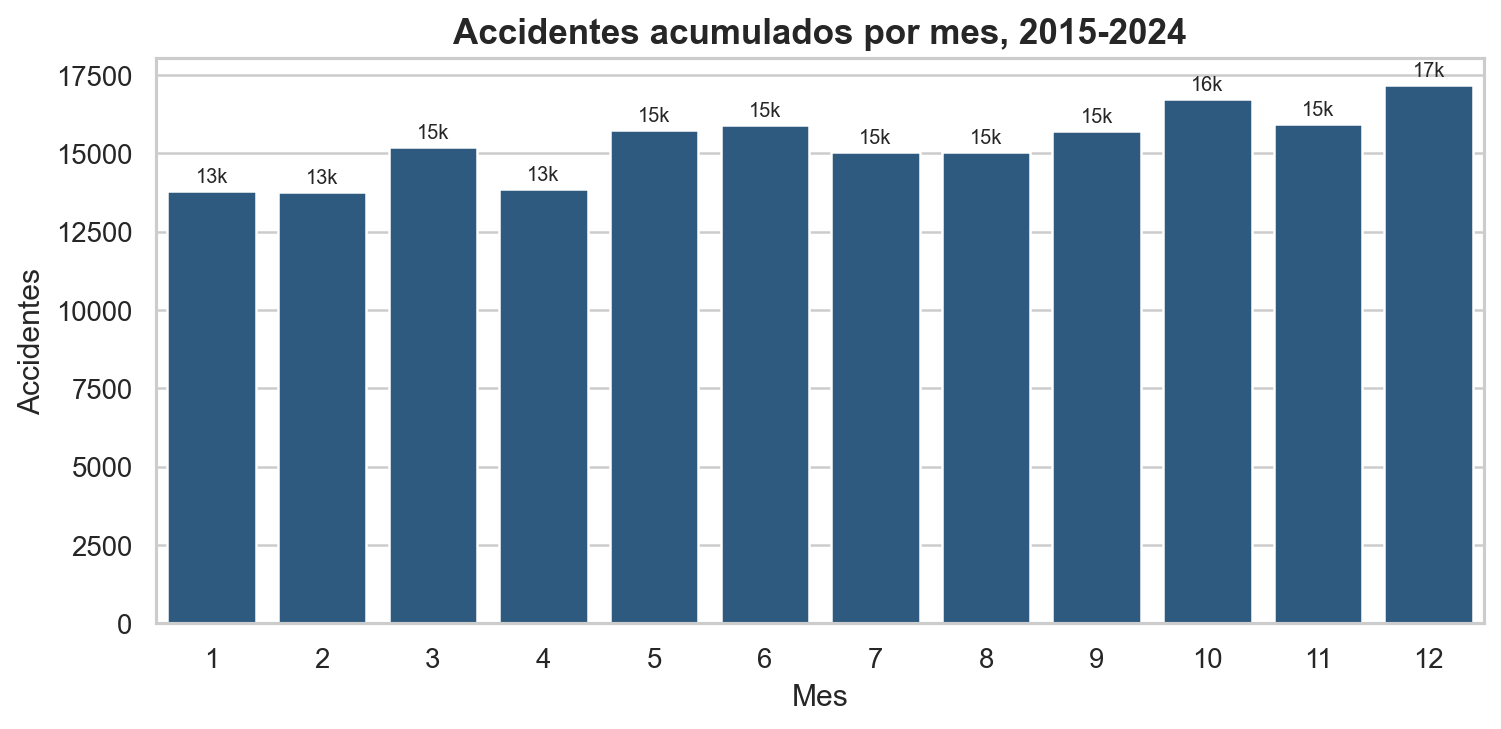 Accidentes acumulados por mes, 2015-2024
17500
15000
12500
10000
7500
5000
2500
0
Accidentes
13k
13k
15k
13k
15k
15k
15k
15k
15k
16k
15k
17k
1 2 3 4 5 6 7 8 9 10 11 12
Mes